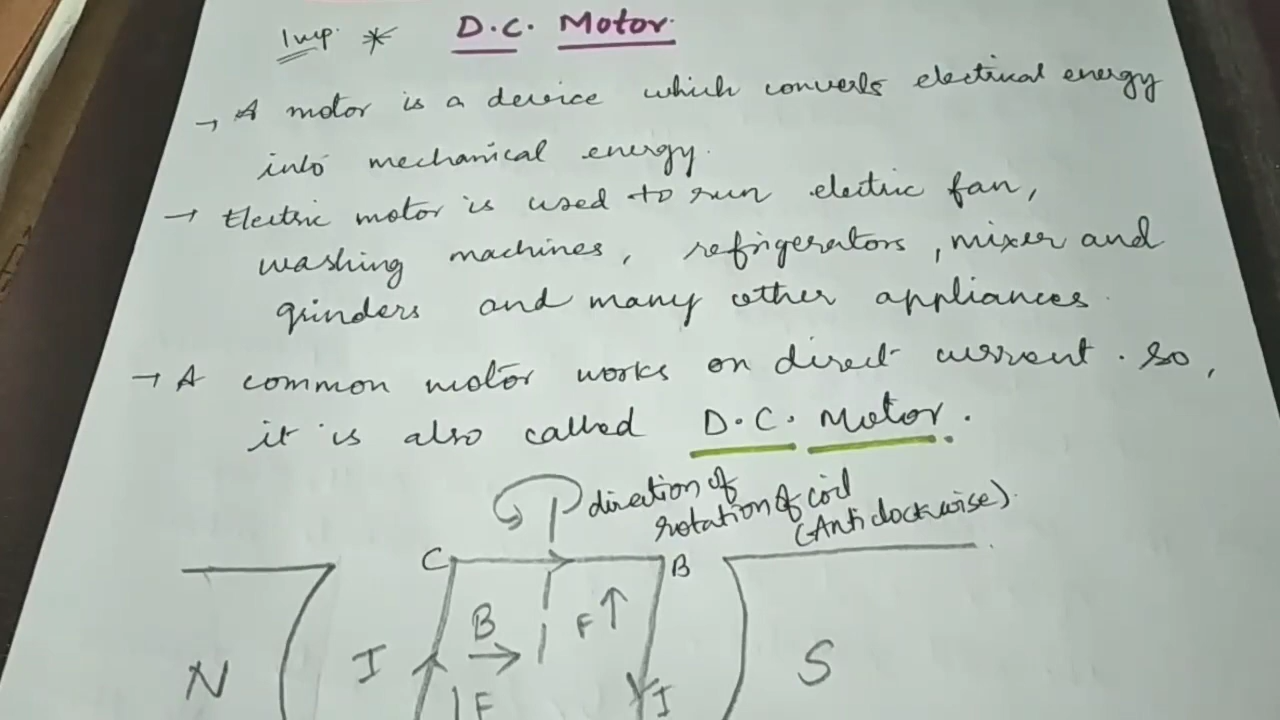 Imp. * D.C. Motor.
→ A motor is a device which converts electrical energy
into mechanical energy.
→ Electric motor is used to run electric fan,
washing machines, refrigerators, mixer and
grinders and many other appliances.
→ A common motor works on direct current. So,
it is also called D.C. Motor.
direction of
rotation of coil
(Anticlockwise).
C B
B F ↑
N I S
F I